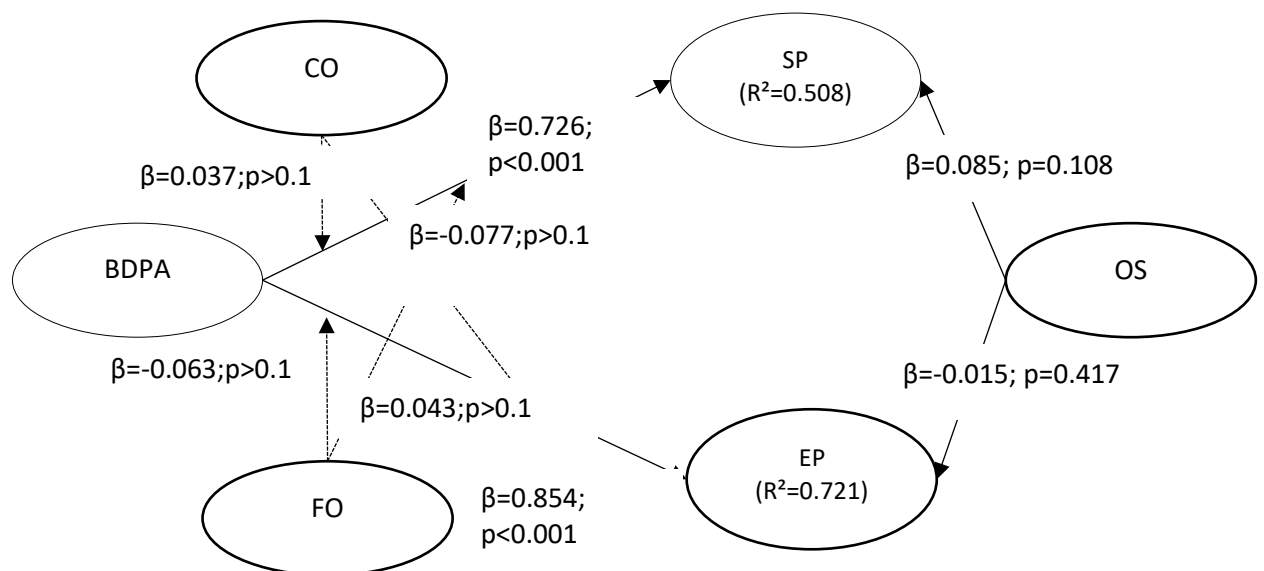 CO
SP
(R²=0.508)
β=0.726;
p<0.001
β=0.037;p>0.1
β=0.085; p=0.108
β=-0.077;p>0.1
BDPA
OS
β=-0.063;p>0.1
β=-0.015; p=0.417
β=0.043;p>0.1
EP
(R²=0.721)
FO
β=0.854;
p<0.001